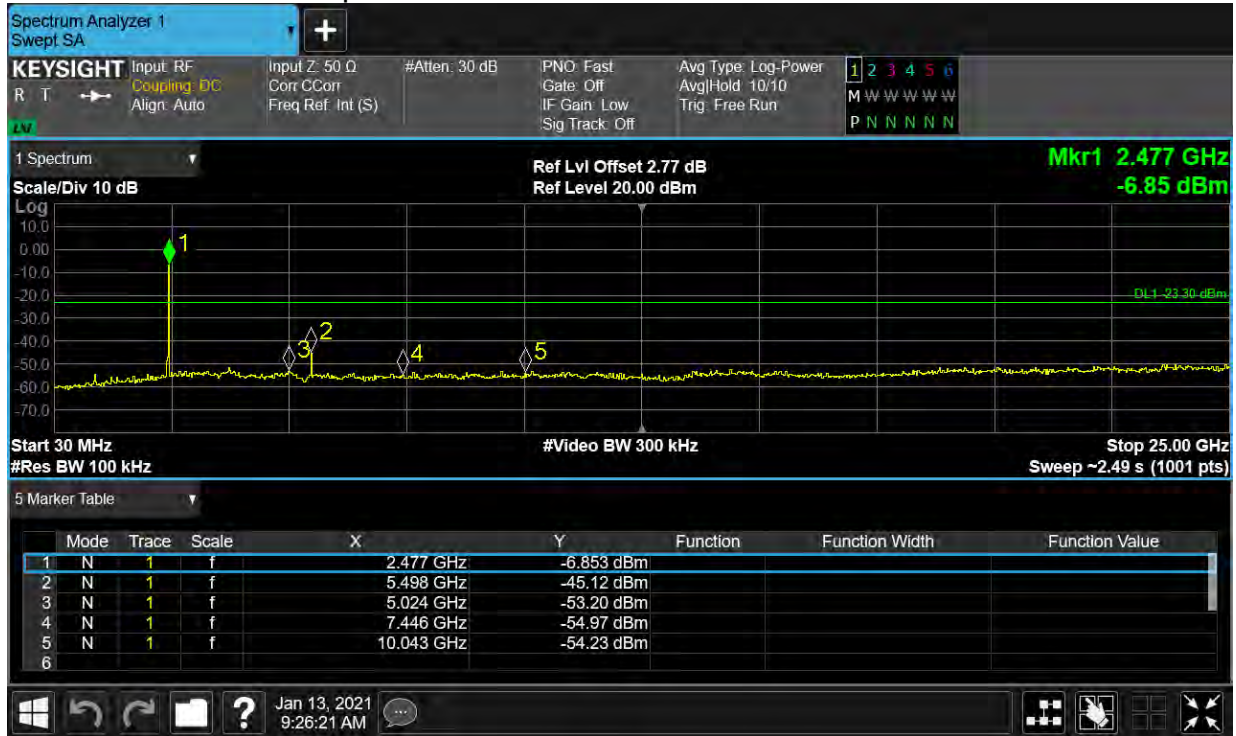 Spectrum Analyzer 1
Swept SA
KEYSIGHT Input: RF Input Z: 50 Ω #Atten: 30 dB PNO: Fast Avg Type: Log-Power 1 2 3 4 5 6
R T Coupling: DC Corr CCorr Gate: Off Avg|Hold: 10/10 M W W W W W
Align: Auto Freq Ref: Int (S) IF Gain: Low Trig: Free Run
LXI Sig Track: Off P N N N N N
1 Spectrum Ref Lvl Offset 2.77 dB Mkr1 2.477 GHz
Scale/Div 10 dB Ref Level 20.00 dBm -6.85 dBm
Log
10.0
0.00 1
-10.0
-20.0 DL1 -23.30 dBm
-30.0
-40.0 2
-50.0 3 4 5
-60.0
-70.0
Start 30 MHz #Video BW 300 kHz Stop 25.00 GHz
#Res BW 100 kHz Sweep ~2.49 s (1001 pts)
5 Marker Table
Mode Trace Scale X Y Function Function Width Function Value
1 N 1 f 2.477 GHz -6.853 dBm
2 N 1 f 5.498 GHz -45.12 dBm
3 N 1 f 5.024 GHz -53.20 dBm
4 N 1 f 7.446 GHz -54.97 dBm
5 N 1 f 10.043 GHz -54.23 dBm
6
? Jan 13, 2021
9:26:21 AM